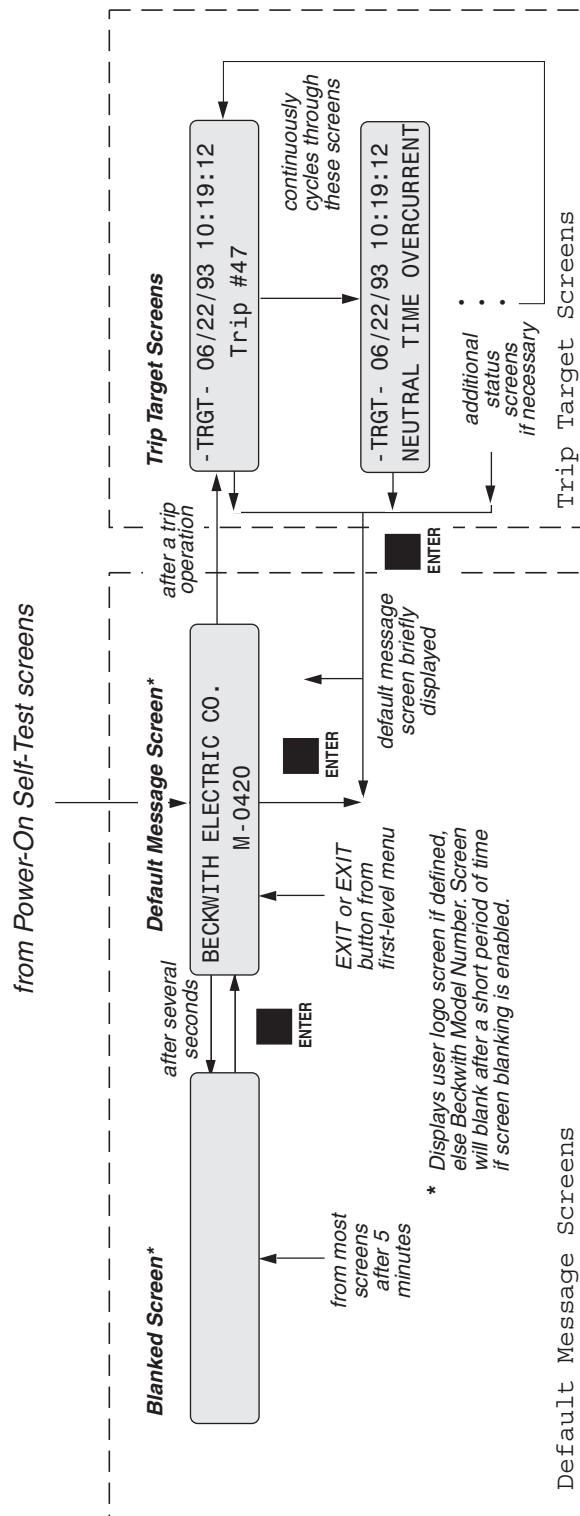 from Power-On Self-Test screens
Blanked Screen*
from most
screens
after 5
minutes
after several
seconds
ENTER
Default Message Screen*
BECKWITH ELECTRIC CO.
M-0420
EXIT or EXIT
button from
first-level menu
ENTER
* Displays user logo screen if defined,
else Beckwith Model Number. Screen
will blank after a short period of time
if screen blanking is enabled.
default message
screen briefly
displayed
after a trip
operation
ENTER
Default Message Screens
Trip Target Screens
-TRGT- 06/22/93 10:19:12
Trip #47
continuously
cycles through
these screens
-TRGT- 06/22/93 10:19:12
NEUTRAL TIME OVERCURRENT
additional
status
screens
if necessary
Trip Target Screens